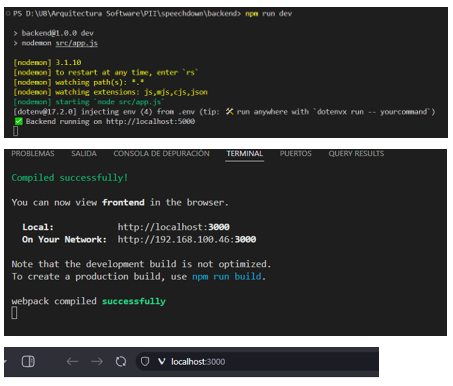 PS D:\U8\Arquitectura Software\PII\speechdown\backend> npm run dev
> backend@1.0.0 dev
> nodemon src/app.js
[nodemon] 3.1.10
[nodemon] to restart at any time, enter `rs`
[nodemon] watching path(s): *.*
[nodemon] watching extensions: js,mjs,cjs,json
[nodemon] starting `node src/app.js`
[dotenv@17.2.0] injecting env (4) from .env (tip: 🛠️ run anywhere with `dotenvx run -- yourcommand`)
✅ Backend running on http://localhost:5000
PROBLEMAS SALIDA CONSOLA DE DEPURACIÓN TERMINAL PUERTOS QUERY RESULTS
Compiled successfully!
You can now view frontend in the browser.
Local: http://localhost:3000
On Your Network: http://192.168.100.46:3000
Note that the development build is not optimized.
To create a production build, use npm run build.
webpack compiled successfully
localhost:3000